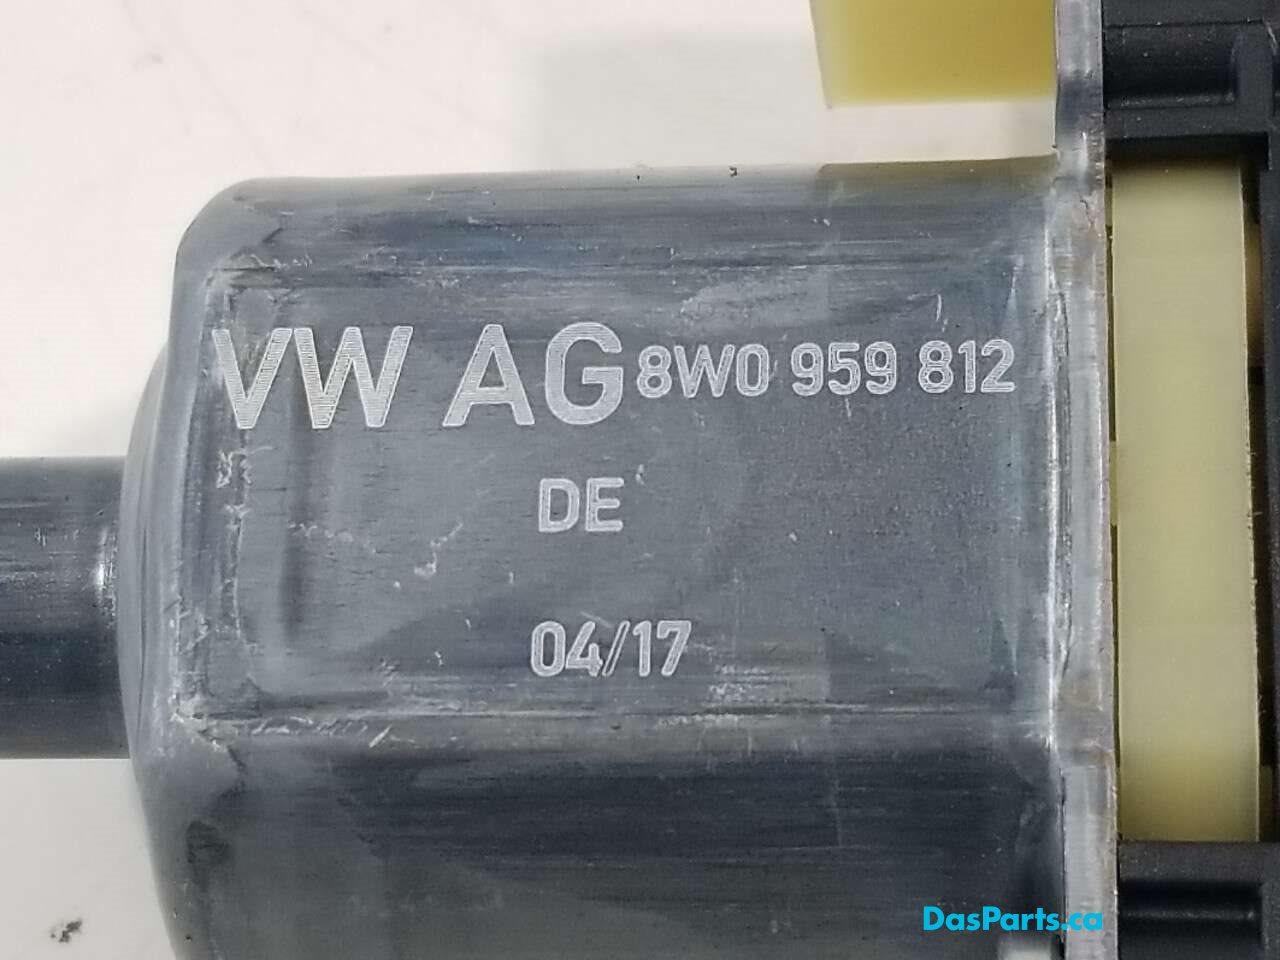 VW AG 8W0 959 812
DE
04/17
DasParts.ca